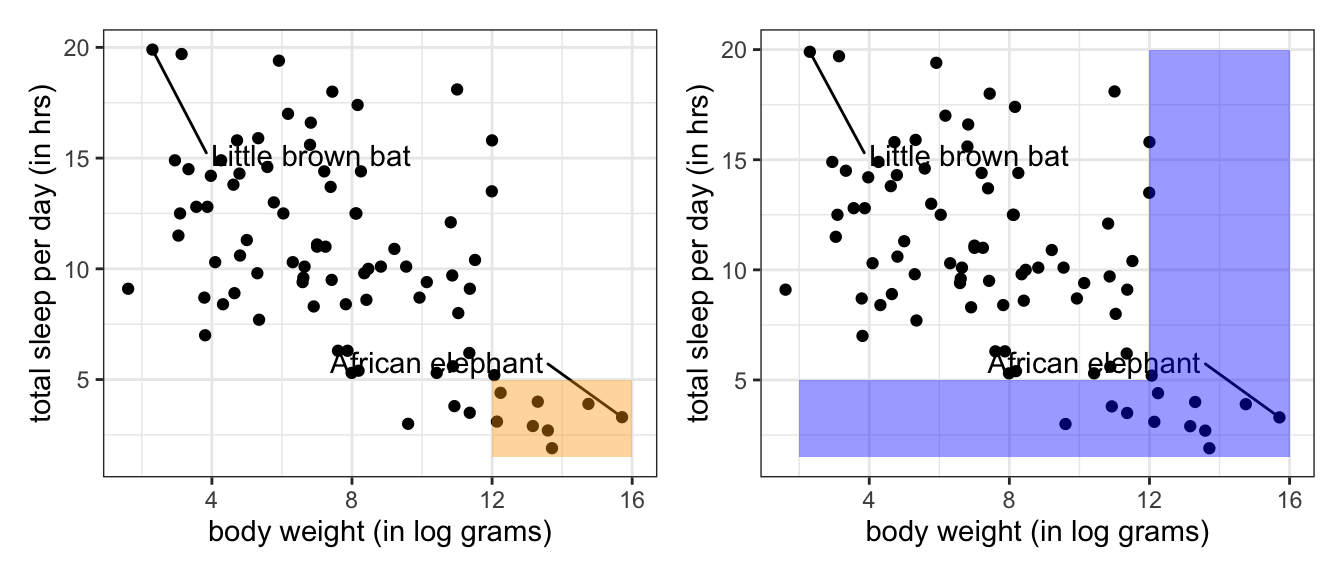 total sleep per day (in hrs)
20
15
10
5
Little brown bat
African elephant
4 8 12 16
body weight (in log grams)
total sleep per day (in hrs)
20
15
10
5
Little brown bat
African elephant
4 8 12 16
body weight (in log grams)